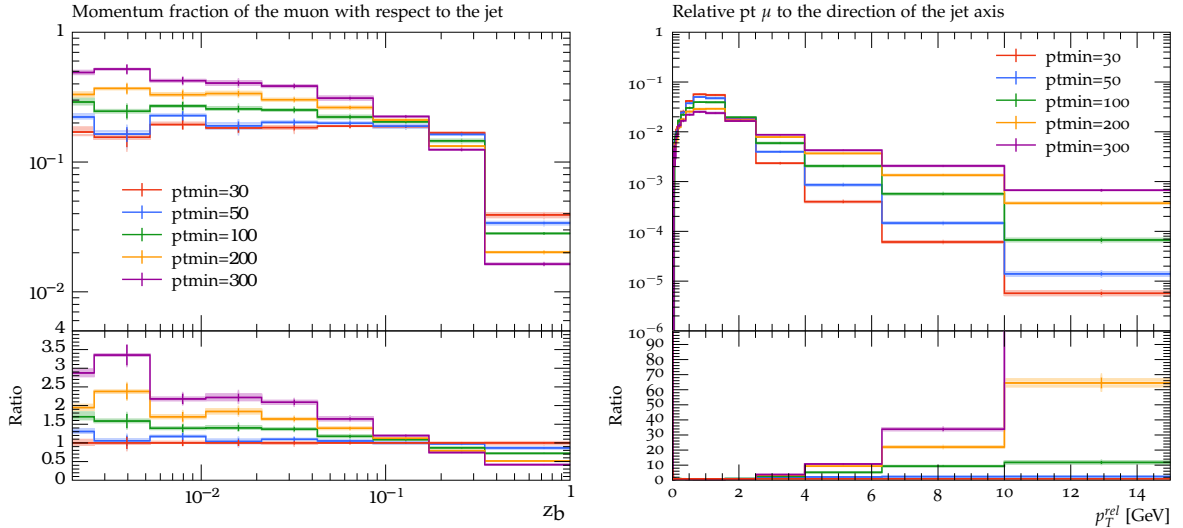 Momentum fraction of the muon with respect to the jet
1
10⁻¹
10⁻²
ptmin=30
ptmin=50
ptmin=100
ptmin=200
ptmin=300
4
3.5
3
2.5
2
1.5
1
0.5
0
Ratio
10⁻²
10⁻¹
1
z_b
Relative pt μ to the direction of the jet axis
1
10⁻¹
10⁻²
10⁻³
10⁻⁴
10⁻⁵
10⁻⁶
ptmin=30
ptmin=50
ptmin=100
ptmin=200
ptmin=300
90
80
70
60
50
40
30
20
10
0
Ratio
0
2
4
6
8
10
12
14
p_T^rel [GeV]